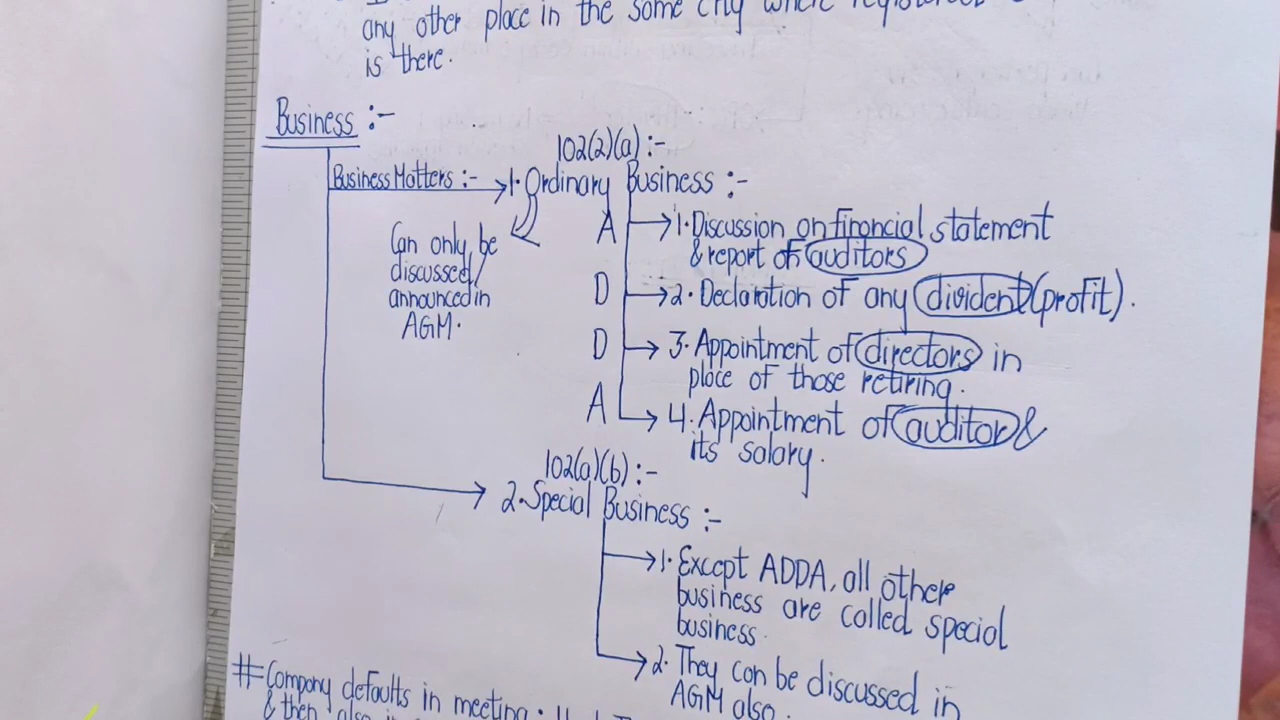 any other place in the some city where registered
is there.
Business :-
102(2)(a) :-
Business Matters :- → 1. Ordinary Business :-
Can only be
discussed/
announced in
AGM.
A → 1. Discussion on financial statement
& report of auditors
D → 2. Declaration of any divident (profit).
D → 3. Appointment of directors in
place of those retiring.
A → 4. Appointment of auditor &
its salary.
102(a)(b) :-
2. Special Business :-
→ 1. Except ADDA, all other
business are called special
business.
→ 2. They can be discussed in
AGM also.
# Company defaults in meeting.
& then also